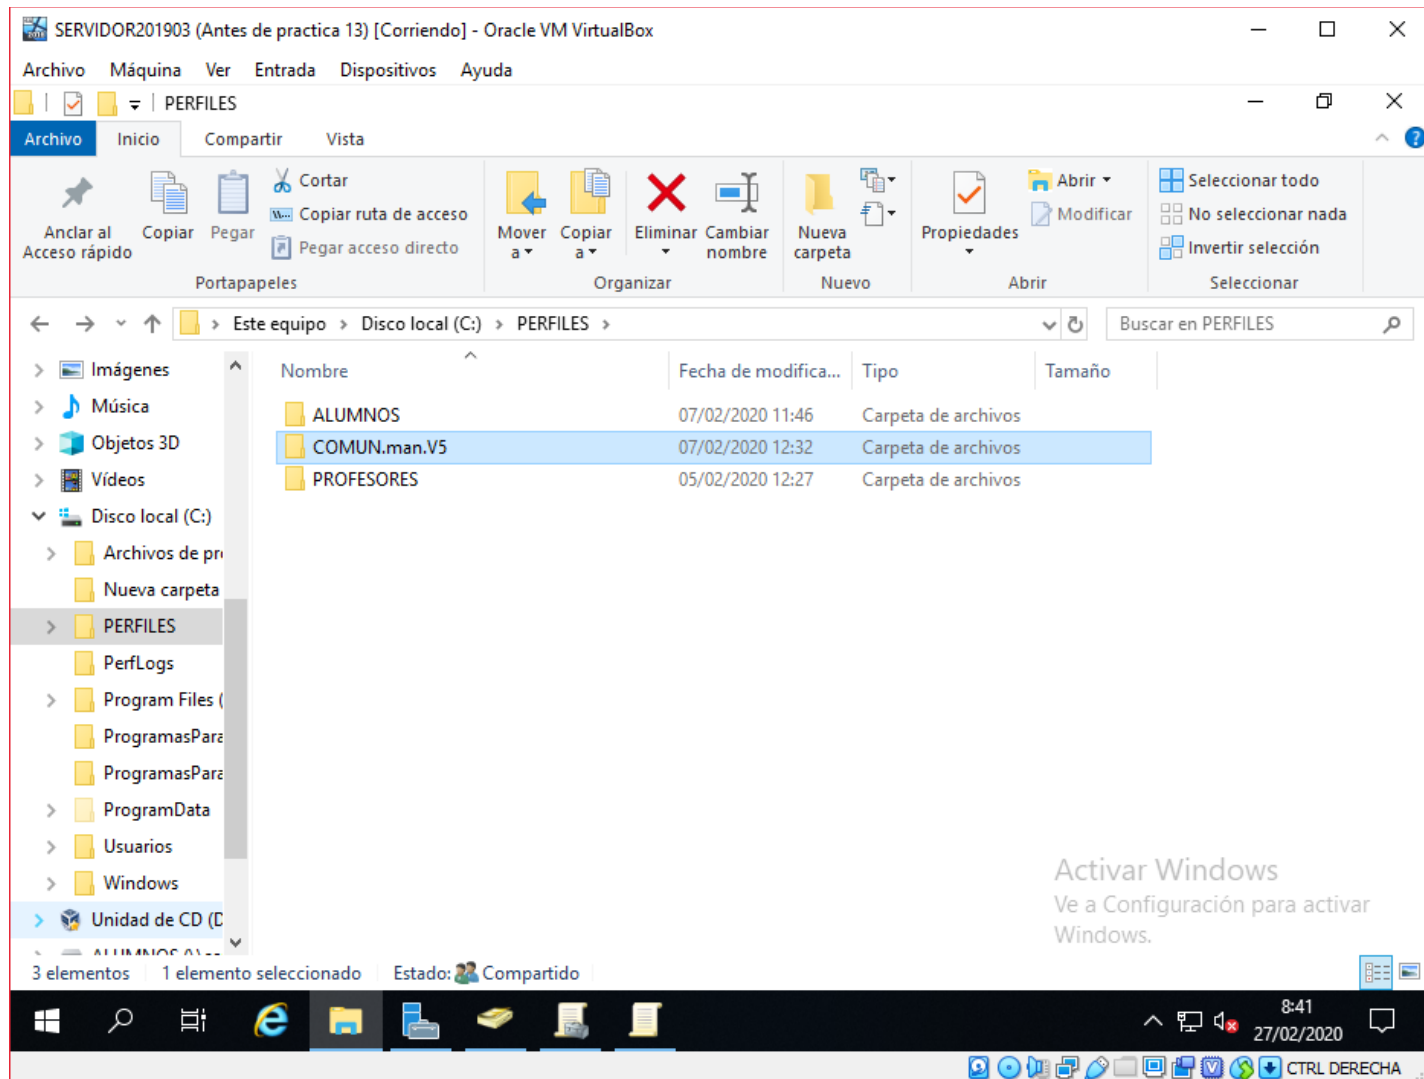 SERVIDOR201903 (Antes de practica 13) [Corriendo] - Oracle VM VirtualBox
Archivo Máquina Ver Entrada Dispositivos Ayuda
PERFILES
Archivo Inicio Compartir Vista
Anclar al Acceso rápido
Copiar
Pegar
Cortar
Copiar ruta de acceso
Pegar acceso directo
Mover a
Copiar a
Eliminar
Cambiar nombre
Nueva carpeta
Propiedades
Abrir
Modificar
Seleccionar todo
No seleccionar nada
Invertir selección
Portapapeles Organizar Nuevo Abrir Seleccionar
Este equipo > Disco local (C:) > PERFILES >
Buscar en PERFILES
Imágenes
Música
Objetos 3D
Vídeos
Disco local (C:)
Archivos de pro
Nueva carpeta
PERFILES
PerfLogs
Program Files (
ProgramasPara
ProgramasPara
ProgramData
Usuarios
Windows
Unidad de CD (D
Nombre Fecha de modifica... Tipo Tamaño
ALUMNOS 07/02/2020 11:46 Carpeta de archivos
COMUN.man.V5 07/02/2020 12:32 Carpeta de archivos
PROFESORES 05/02/2020 12:27 Carpeta de archivos
Activar Windows
Ve a Configuración para activar
Windows.
3 elementos 1 elemento seleccionado Estado: Compartido
8:41
27/02/2020
CTRL DERECHA